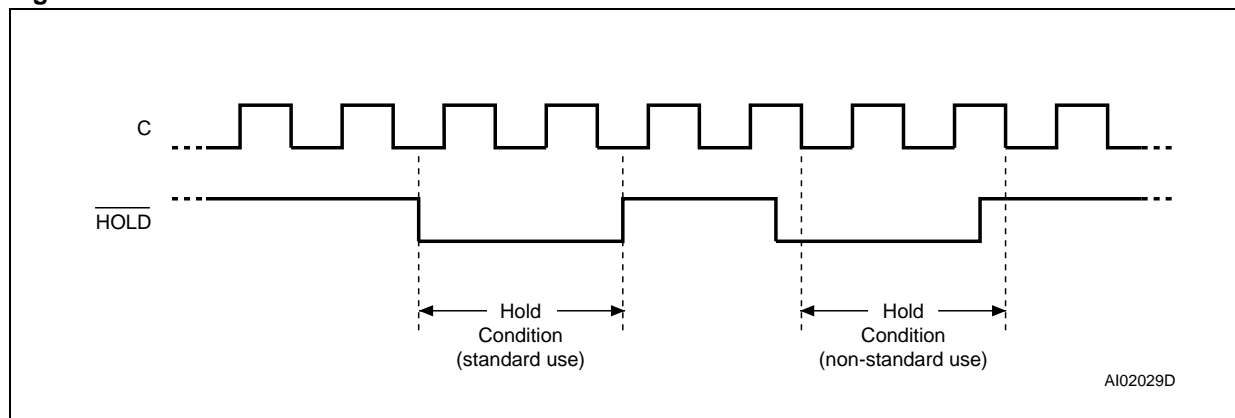 C
HOLD
Hold
Condition
(standard use)
Hold
Condition
(non-standard use)
AI02029D